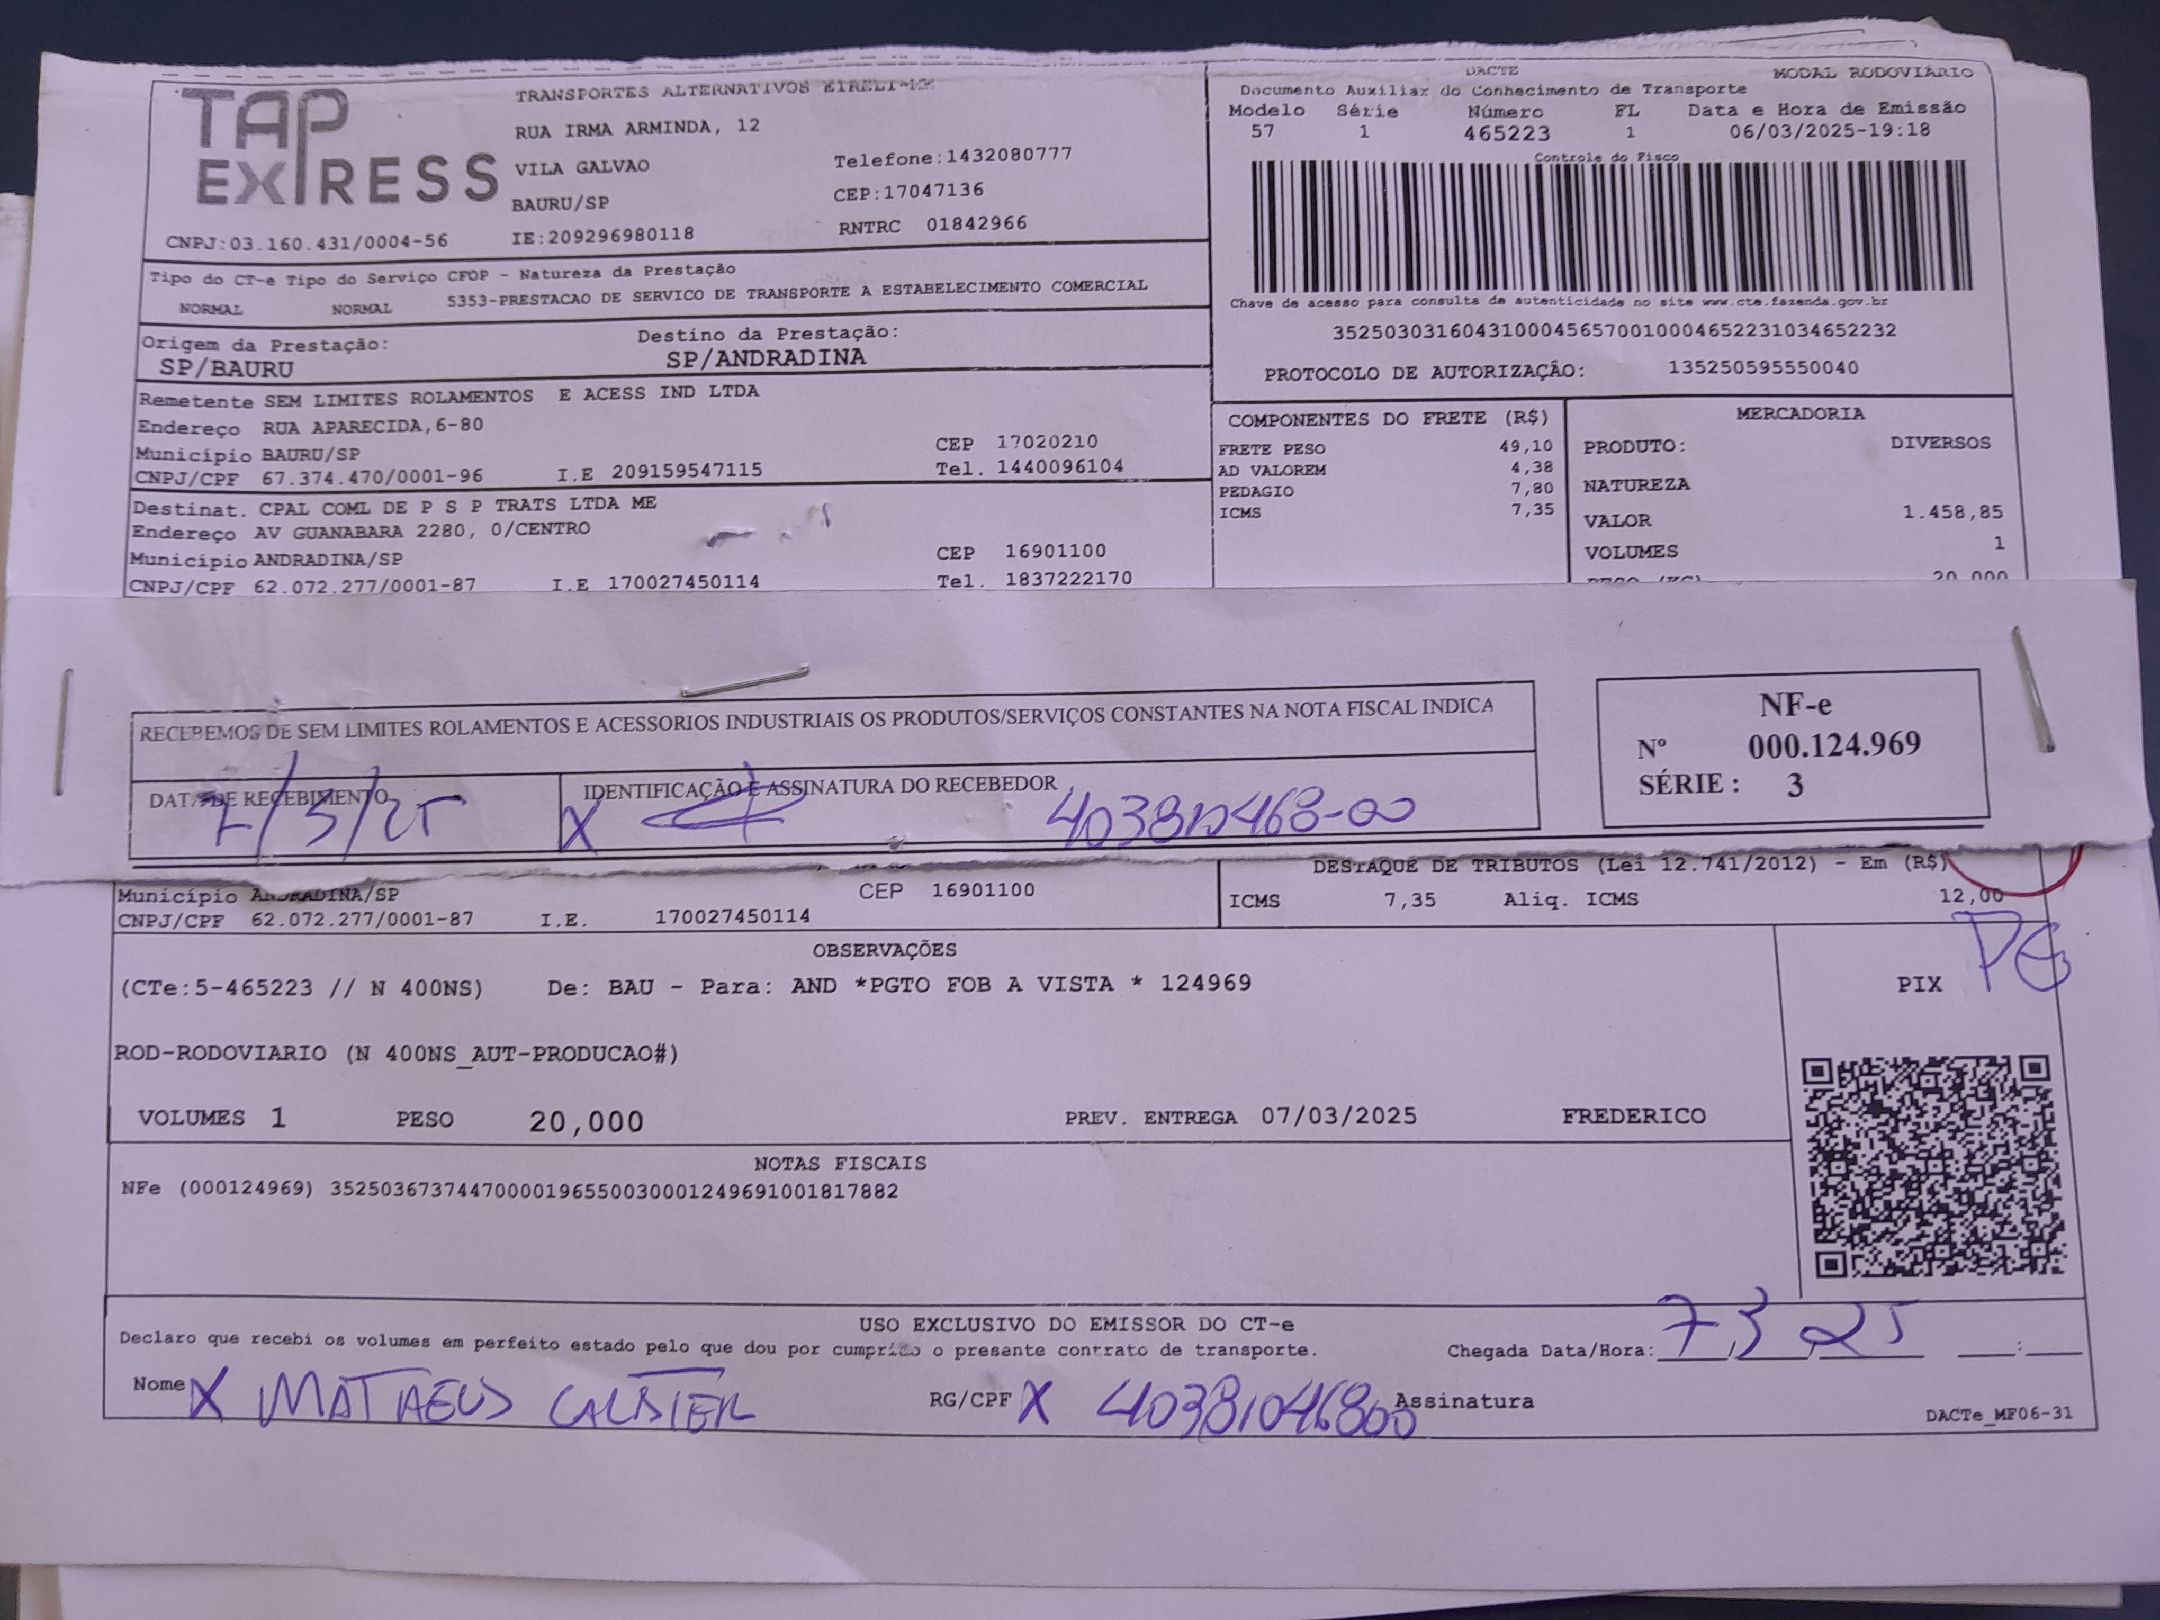 TAP EXPRESS
TRANSPORTES ALTERNATIVOS EIRELI-
RUA IRMA ARMINDA, 12
VILA GALVAO Telefone:1432080777
BAURU/SP CEP:17047136
CNPJ:03.160.431/0004-56 IE:209296980118 RNTRC 01842966
DACTE MODAL RODOVIÁRIO
Documento Auxiliar do Conhecimento de Transporte
Modelo Série Número FL Data e Hora de Emissão
57 1 465223 1 06/03/2025-19:18
Controle do Fisco
Chave de acesso para consulta de autenticidade no site www.cte.fazenda.gov.br
35250303160431000456570010004652231034652232
PROTOCOLO DE AUTORIZAÇÃO: 135250595550040
Tipo do CT-e Tipo do Serviço CFOP - Natureza da Prestação
NORMAL NORMAL 5353-PRESTACAO DE SERVICO DE TRANSPORTE A ESTABELECIMENTO COMERCIAL
Origem da Prestação: Destino da Prestação:
SP/BAURU SP/ANDRADINA
Remetente SEM LIMITES ROLAMENTOS E ACESS IND LTDA
Endereço RUA APARECIDA,6-80
Município BAURU/SP CEP 17020210
CNPJ/CPF 67.374.470/0001-96 I.E 209159547115 Tel. 1440096104
Destinat. CPAL COML DE P S P TRATS LTDA ME
Endereço AV GUANABARA 2280, 0/CENTRO
Município ANDRADINA/SP CEP 16901100
CNPJ/CPF 62.072.277/0001-87 I.E 170027450114 Tel. 1837222170
COMPONENTES DO FRETE (R$)
FRETE PESO 49,10
AD VALOREM 4,38
PEDAGIO 7,80
ICMS 7,35
MERCADORIA
PRODUTO: DIVERSOS
NATUREZA
VALOR 1.458,85
VOLUMES 1
PESO (KG) 20,000
RECEBEMOS DE SEM LIMITES ROLAMENTOS E ACESSORIOS INDUSTRIAIS OS PRODUTOS/SERVIÇOS CONSTANTES NA NOTA FISCAL INDICA
DATA DE RECEBIMENTO IDENTIFICAÇÃO E ASSINATURA DO RECEBEDOR
7/3/25 X 403810468-00
NF-e
Nº 000.124.969
SÉRIE : 3
Município ANDRADINA/SP CEP 16901100
CNPJ/CPF 62.072.277/0001-87 I.E. 170027450114
DESTAQUE DE TRIBUTOS (Lei 12.741/2012) - Em (R$)
ICMS 7,35 Aliq. ICMS 12,00
OBSERVAÇÕES
(CTe:5-465223 // N 400NS) De: BAU - Para: AND *PGTO FOB A VISTA * 124969
PIX PG
ROD-RODOVIARIO (N 400NS_AUT-PRODUCAO#)
VOLUMES 1 PESO 20,000 PREV. ENTREGA 07/03/2025 FREDERICO
NOTAS FISCAIS
NFe (000124969) 35250367374470000196550030001249691001817882
USO EXCLUSIVO DO EMISSOR DO CT-e
Declaro que recebi os volumes em perfeito estado pelo que dou por cumprido o presente contrato de transporte. Chegada Data/Hora: 7/3/25 :
Nome X MATHEUS RG/CPF X 40381046800 Assinatura
DACTe_MF06-31